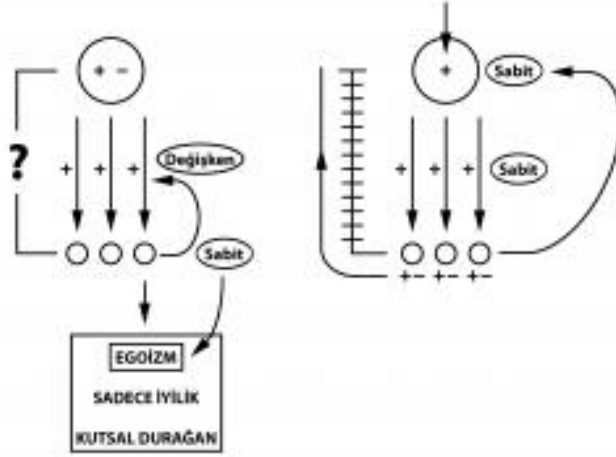 + −
?
+ + +
Değişken
Sabit
EGOİZM
SADECE İYİLİK
KUTSAL DURAĞAN
+
Sabit
+ + +
Sabit
+− +− +−